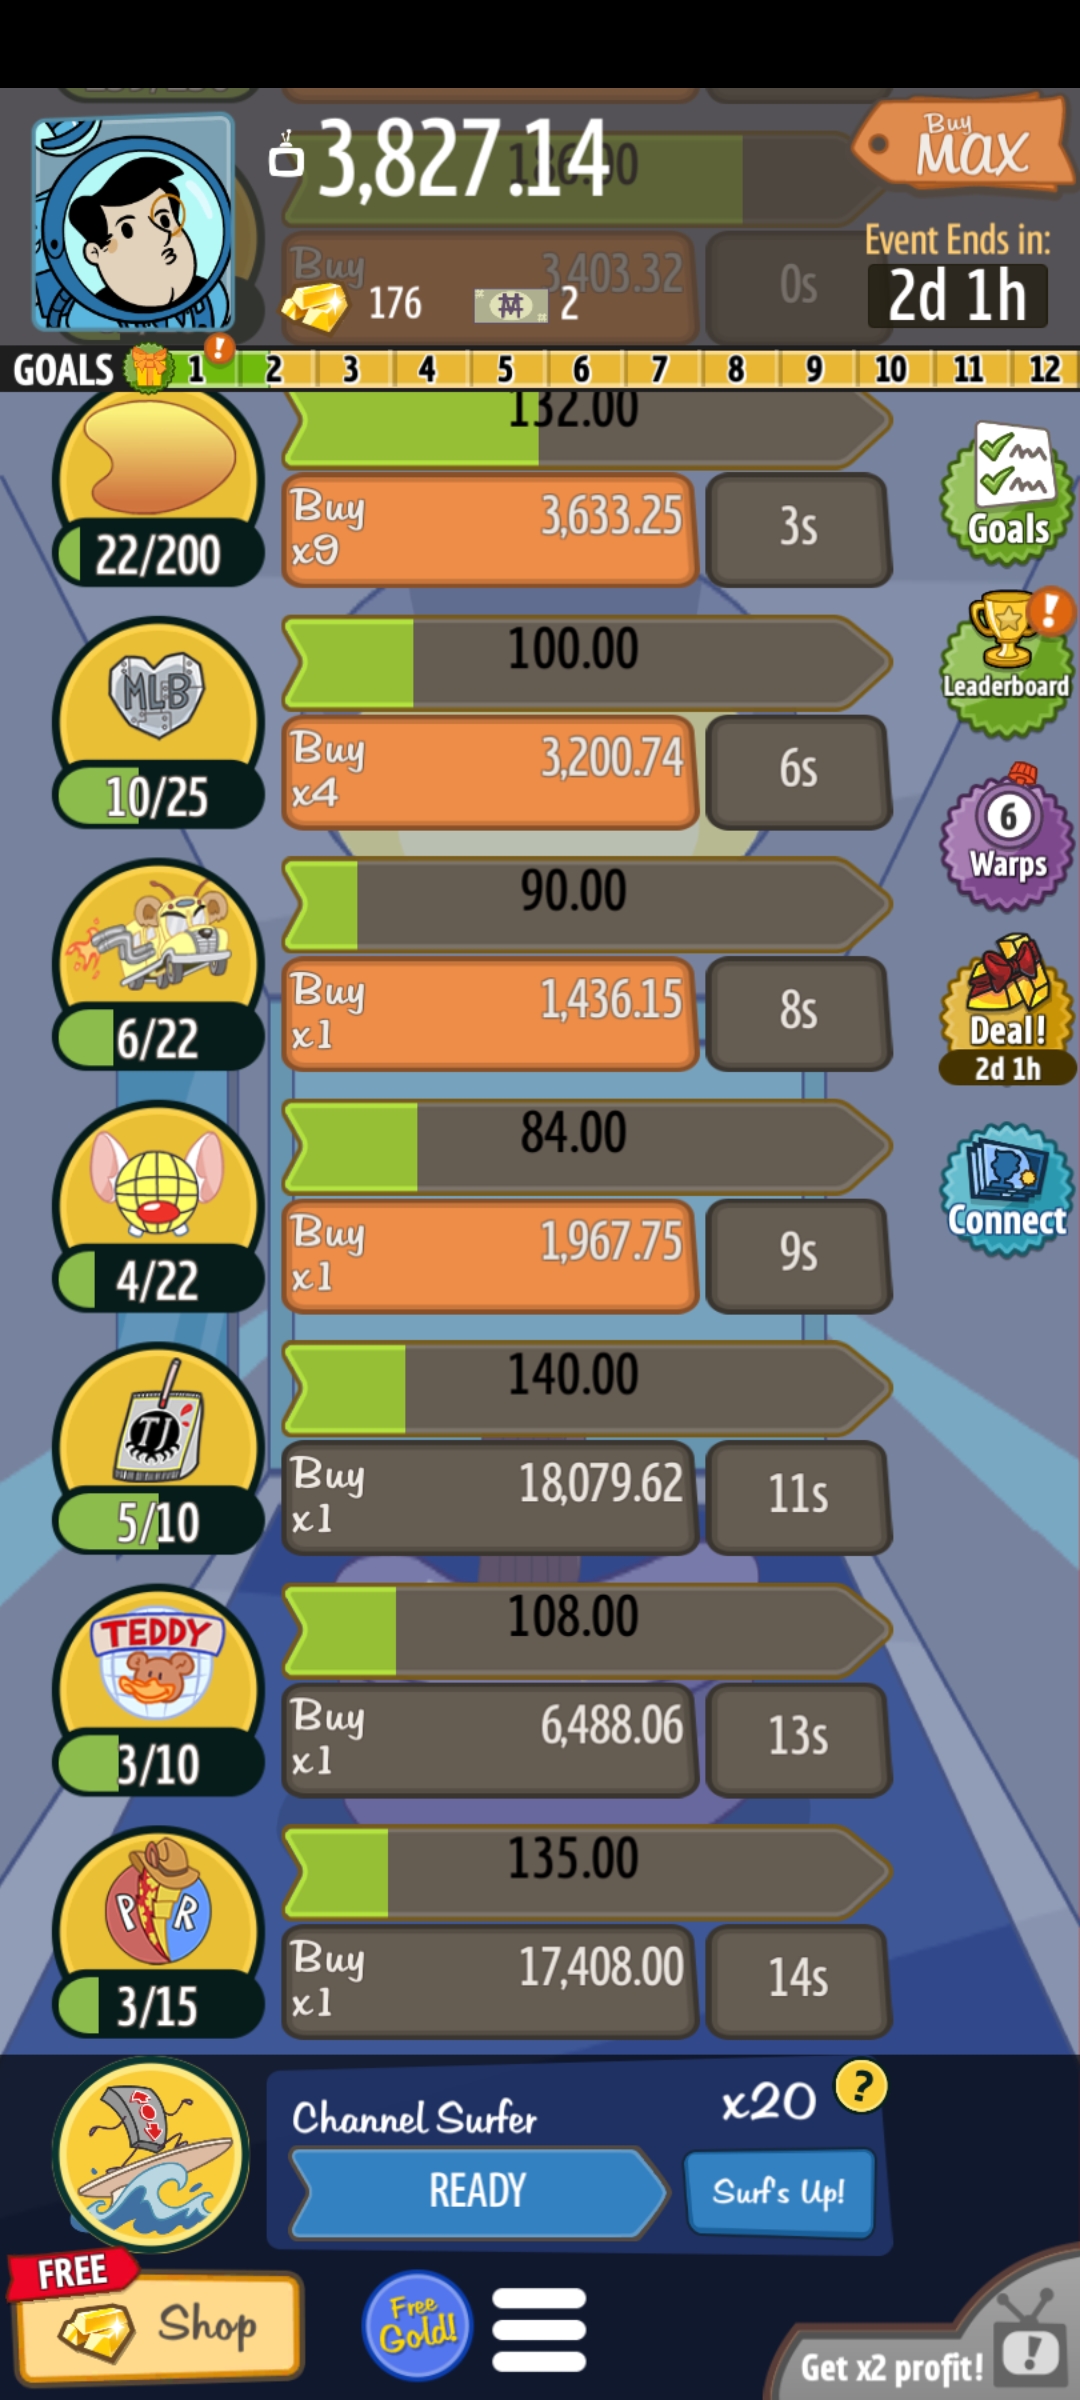 3,827.14
186.00
Buy
MAX
Buy
3,403.32
0s
176
2
Event Ends in:
2d 1h
GOALS 1 ! 2 3 4 5 6 7 8 9 10 11 12
132.00
Buy
x9
3,633.25
3s
22/200
Goals
MLB
100.00
Buy
x4
3,200.74
6s
10/25
!
Leaderboard
90.00
Buy
x1
1,436.15
8s
6/22
6
Warps
Deal!
2d 1h
84.00
Buy
x1
1,967.75
9s
4/22
Connect
TJ
140.00
Buy
x1
18,079.62
11s
5/10
TEDDY
108.00
Buy
x1
6,488.06
13s
3/10
P R
135.00
Buy
x1
17,408.00
14s
3/15
Channel Surfer
x20
?
READY
Surf's Up!
FREE
Shop
Free
Gold!
Get x2 profit!
!